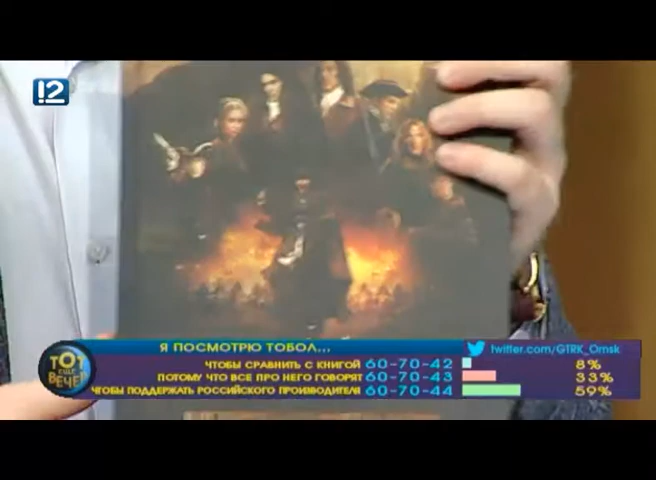 12
Я ПОСМОТРЮ ТОБОЛ...
twitter.com/GTRK_Omsk
ТОТ ЕЩЕ ВЕЧЕР
ЧТОБЫ СРАВНИТЬ С КНИГОЙ 60-70-42 8%
ПОТОМУ ЧТО ВСЕ ПРО НЕГО ГОВОРЯТ 60-70-43 33%
ЧТОБЫ ПОДДЕРЖАТЬ РОССИЙСКОГО ПРОИЗВОДИТЕЛЯ 60-70-44 59%